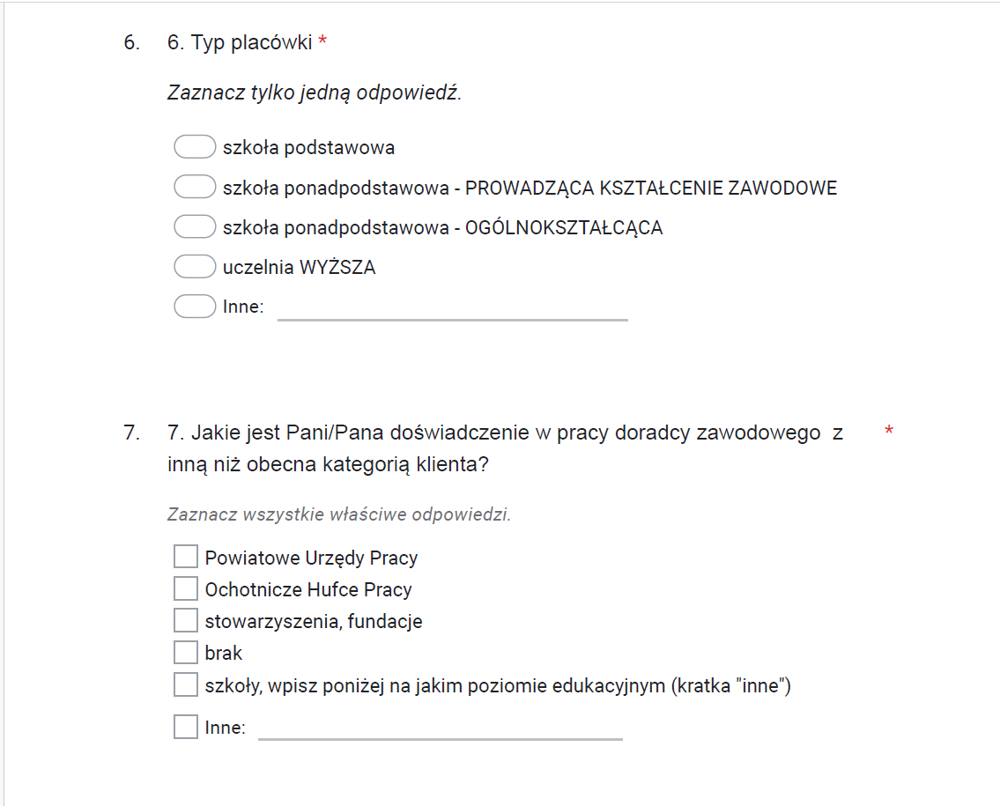 6. 6. Typ placówki *
Zaznacz tylko jedną odpowiedź.
szkoła podstawowa
szkoła ponadpodstawowa - PROWADZĄCA KSZTAŁCENIE ZAWODOWE
szkoła ponadpodstawowa - OGÓLNOKSZTAŁCĄCA
uczelnia WYŻSZA
Inne:
7. 7. Jakie jest Pani/Pana doświadczenie w pracy doradcy zawodowego z *
inną niż obecna kategorią klienta?
Zaznacz wszystkie właściwe odpowiedzi.
Powiatowe Urzędy Pracy
Ochotnicze Hufce Pracy
stowarzyszenia, fundacje
brak
szkoły, wpisz poniżej na jakim poziomie edukacyjnym (kratka "inne")
Inne: